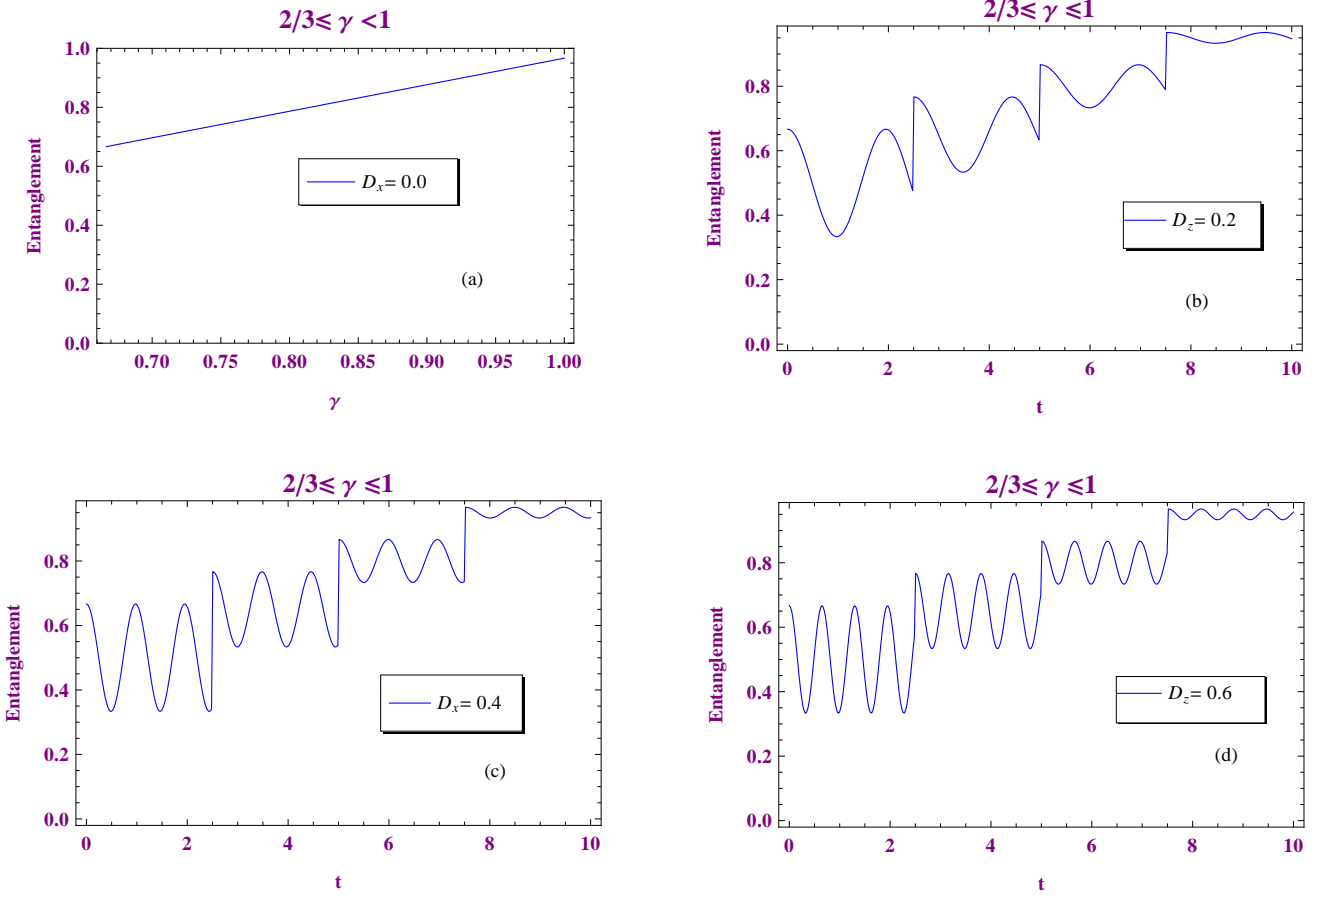 2/3≤ γ <1
1.0
0.8
0.6
0.4
0.2
0.0
Entanglement
D_x= 0.0
(a)
0.70 0.75 0.80 0.85 0.90 0.95 1.00
γ
2/3≤ γ ≤1
0.8
0.6
0.4
0.2
0.0
Entanglement
D_z= 0.2
(b)
0 2 4 6 8 10
t
2/3≤ γ ≤1
0.8
0.6
0.4
0.2
0.0
Entanglement
D_x= 0.4
(c)
0 2 4 6 8 10
t
2/3≤ γ ≤1
0.8
0.6
0.4
0.2
0.0
Entanglement
D_z= 0.6
(d)
0 2 4 6 8 10
t